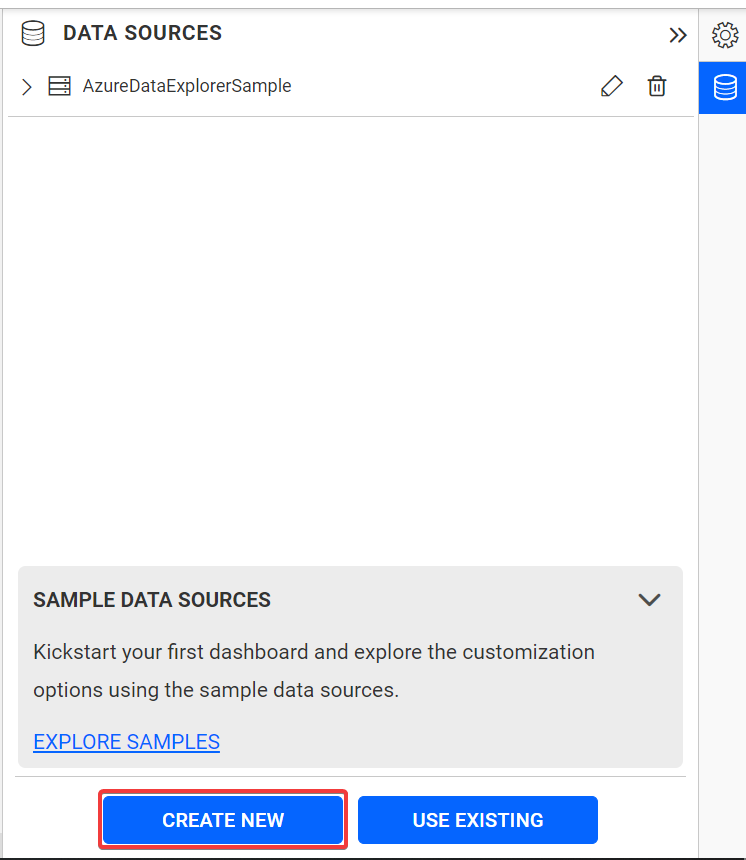 DATA SOURCES
AzureDataExplorerSample
SAMPLE DATA SOURCES
Kickstart your first dashboard and explore the customization
options using the sample data sources.
EXPLORE SAMPLES
CREATE NEW
USE EXISTING